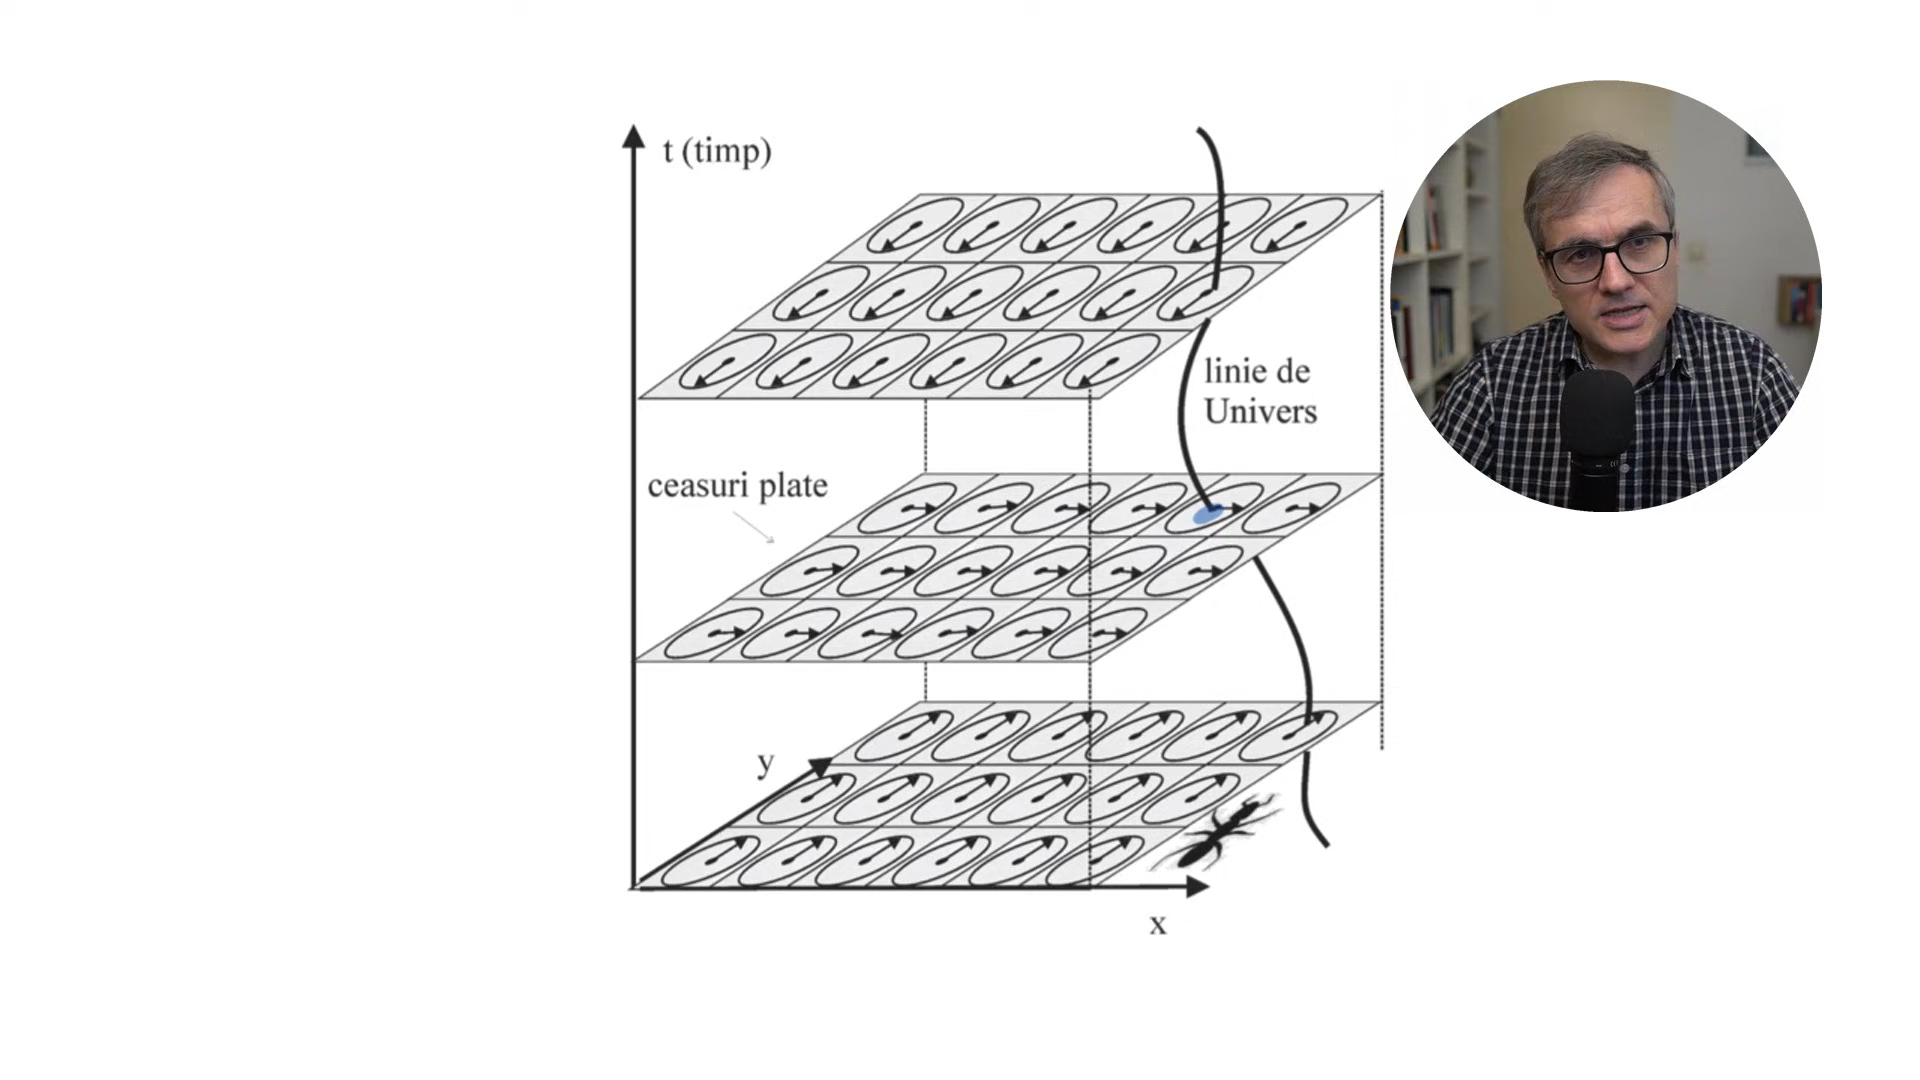 t (timp)
linie de
Univers
ceasuri plate
y
x